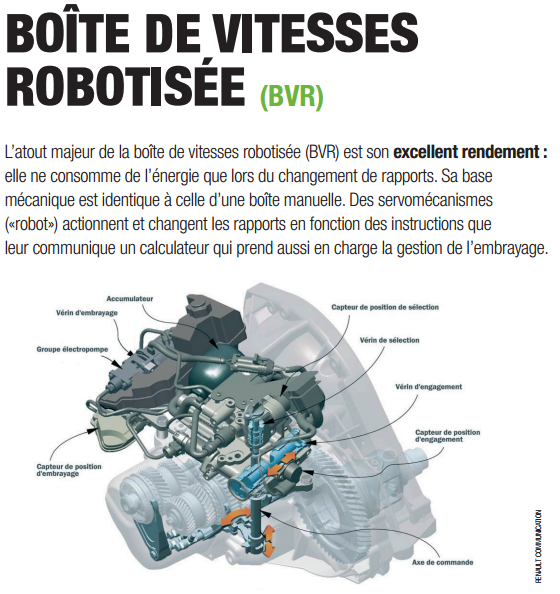 BOÎTE DE VITESSES
ROBOTISÉE (BVR)
L’atout majeur de la boîte de vitesses robotisée (BVR) est son excellent rendement :
elle ne consomme de l’énergie que lors du changement de rapports. Sa base
mécanique est identique à celle d’une boîte manuelle. Des servomécanismes
(«robot») actionnent et changent les rapports en fonction des instructions que
leur communique un calculateur qui prend aussi en charge la gestion de l’embrayage.
Accumulateur
Vérin d’embrayage
Groupe électropompe
Capteur de position
d’embrayage
Capteur de position de sélection
Vérin de sélection
Vérin d’engagement
Capteur de position
d’engagement
Axe de commande
RENAULT COMMUNICATION